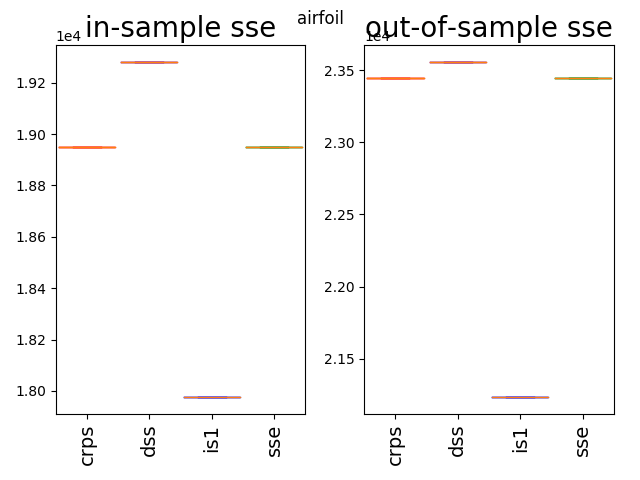 airfoil
in-sample sse
out-of-sample sse
1e4
1e4
1.92
1.90
1.88
1.86
1.84
1.82
1.80
crps
dss
is1
sse
2.35
2.30
2.25
2.20
2.15
crps
dss
is1
sse